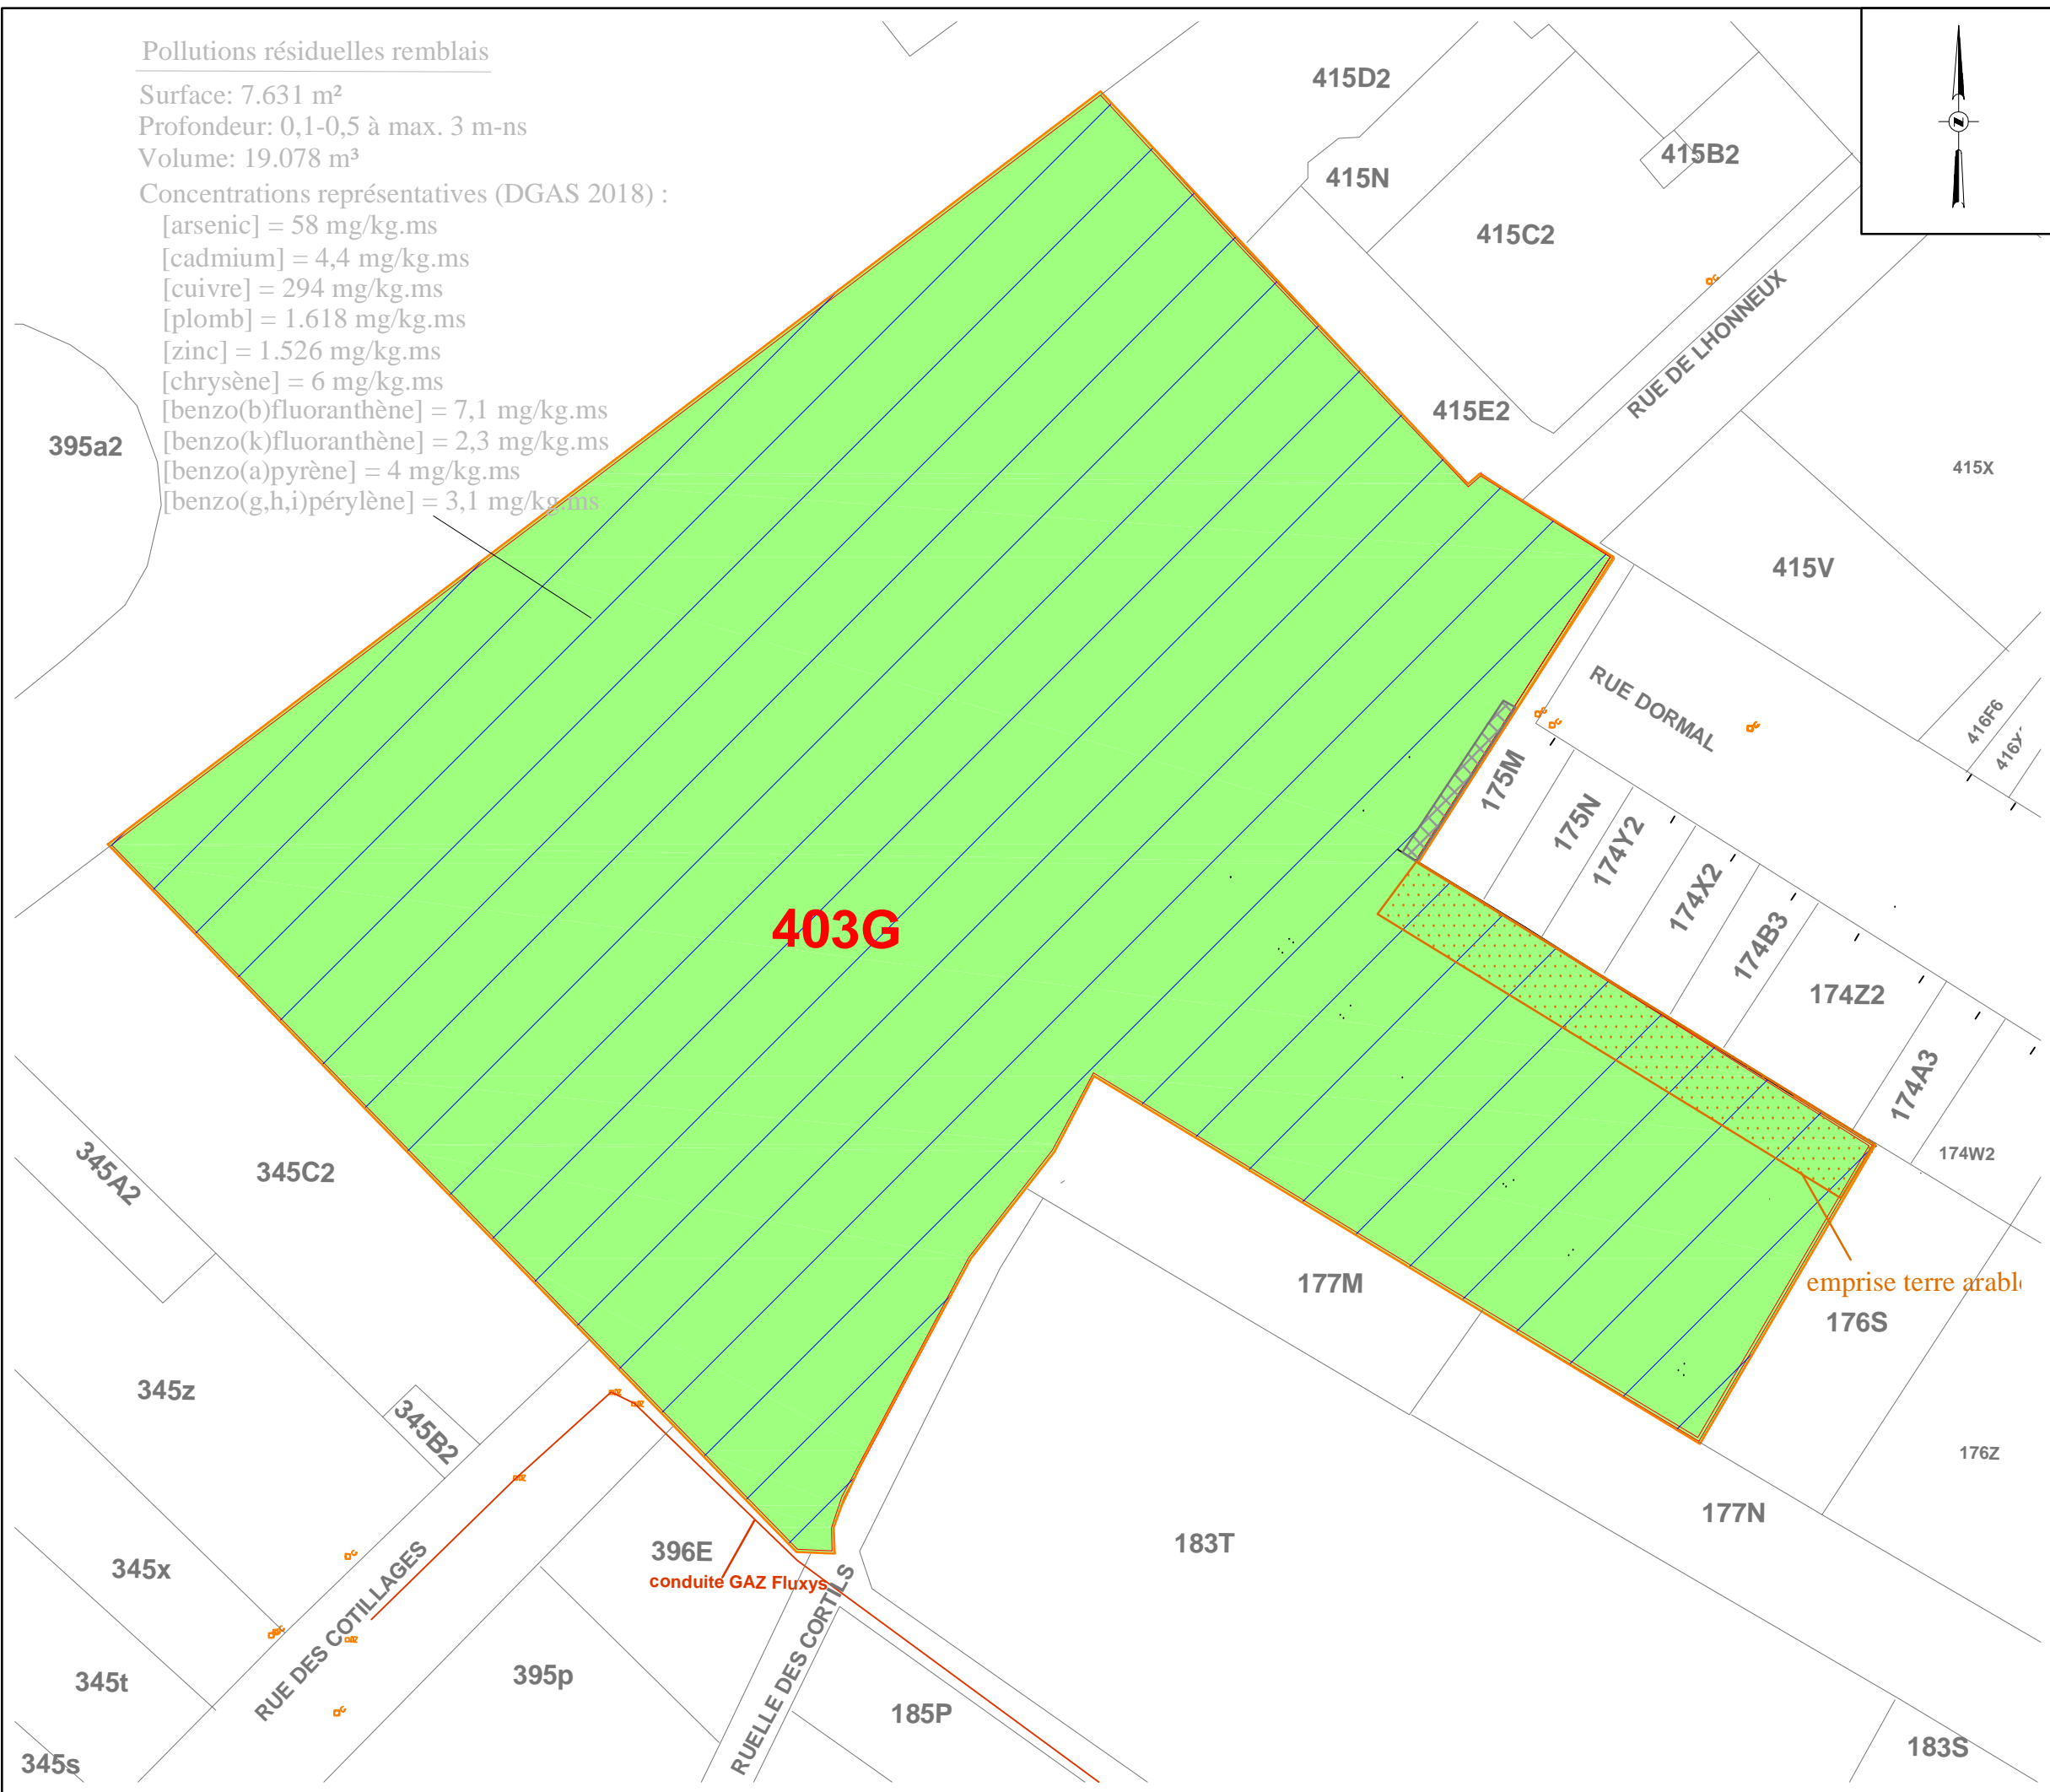 Pollutions résiduelles remblais
Surface: 7.631 m²
Profondeur: 0,1-0,5 à max. 3 m-ns
Volume: 19.078 m³
Concentrations représentatives (DGAS 2018) :
[arsenic] = 58 mg/kg.ms
[cadmium] = 4,4 mg/kg.ms
[cuivre] = 294 mg/kg.ms
[plomb] = 1.618 mg/kg.ms
[zinc] = 1.526 mg/kg.ms
[chrysène] = 6 mg/kg.ms
[benzo(b)fluoranthène] = 7,1 mg/kg.ms
[benzo(k)fluoranthène] = 2,3 mg/kg.ms
[benzo(a)pyrène] = 4 mg/kg.ms
[benzo(g,h,i)pérylène] = 3,1 mg/kg.ms
415D2
415B2
415N
415C2
RUE DE LHONNEUX
415E2
395a2
415X
415V
RUE DORMAL
416F6
175M
175N
174Y2
174X2
174B3
174Z2
174A3
174W2
403G
345A2
345C2
177M
emprise terre arabl
176S
345z
345B2
176Z
177N
183T
396E
conduite GAZ Fluxys
345x
RUE DES COTILLAGES
RUELLE DES CORTILS
345t
395p
185P
183S
345s